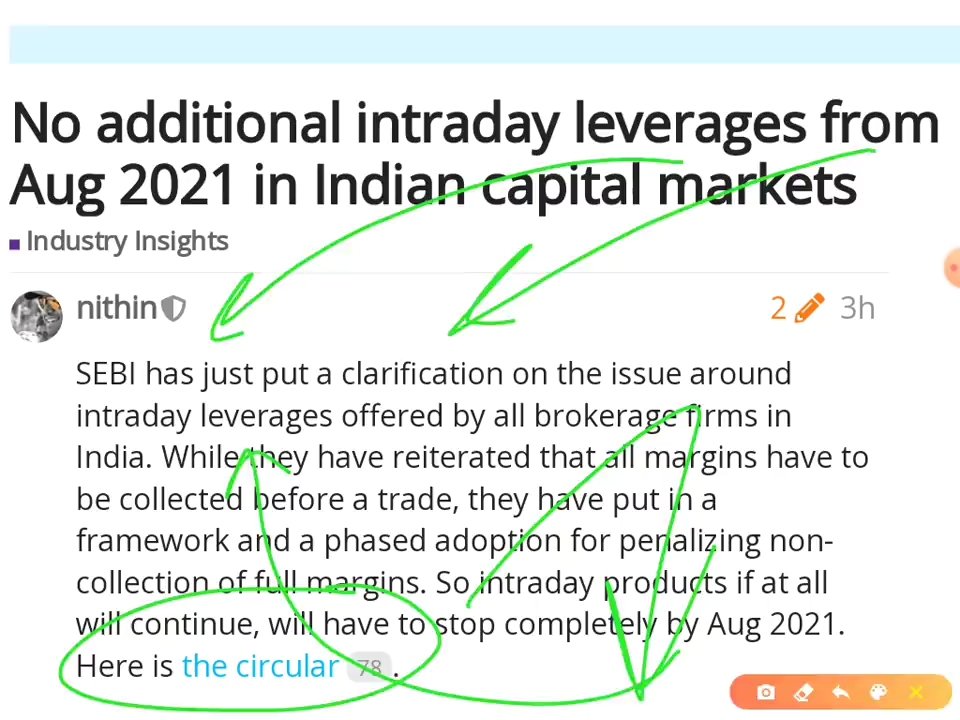 No additional intraday leverages from
Aug 2021 in Indian capital markets
Industry Insights
nithin 2 3h
SEBI has just put a clarification on the issue around
intraday leverages offered by all brokerage firms in
India. While they have reiterated that all margins have to
be collected before a trade, they have put in a
framework and a phased adoption for penalizing non-
collection of full margins. So intraday products if at all
will continue, will have to stop completely by Aug 2021.
Here is the circular 78 .